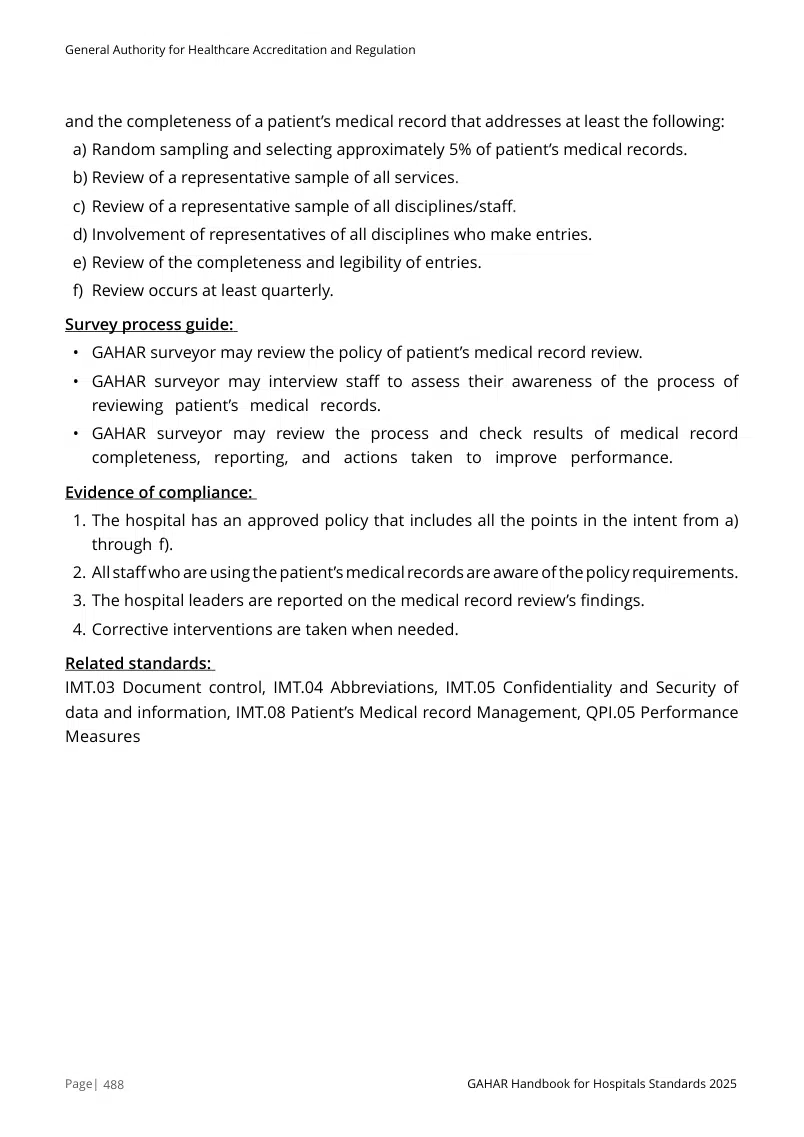 General Authority for Healthcare Accreditation and Regulation
and the completeness of a patient’s medical record that addresses at least the following:
a) Random sampling and selecting approximately 5% of patient’s medical records.
b) Review of a representative sample of all services.
c) Review of a representative sample of all disciplines/staff.
d) Involvement of representatives of all disciplines who make entries.
e) Review of the completeness and legibility of entries.
f) Review occurs at least quarterly.
Survey process guide:
• GAHAR surveyor may review the policy of patient’s medical record review.
• GAHAR surveyor may interview staff to assess their awareness of the process of
reviewing patient’s medical records.
• GAHAR surveyor may review the process and check results of medical record
completeness, reporting, and actions taken to improve performance.
Evidence of compliance:
1. The hospital has an approved policy that includes all the points in the intent from a)
through f).
2. All staff who are using the patient’s medical records are aware of the policy requirements.
3. The hospital leaders are reported on the medical record review’s findings.
4. Corrective interventions are taken when needed.
Related standards:
IMT.03 Document control, IMT.04 Abbreviations, IMT.05 Confidentiality and Security of
data and information, IMT.08 Patient’s Medical record Management, QPI.05 Performance
Measures
Page| 488
GAHAR Handbook for Hospitals Standards 2025